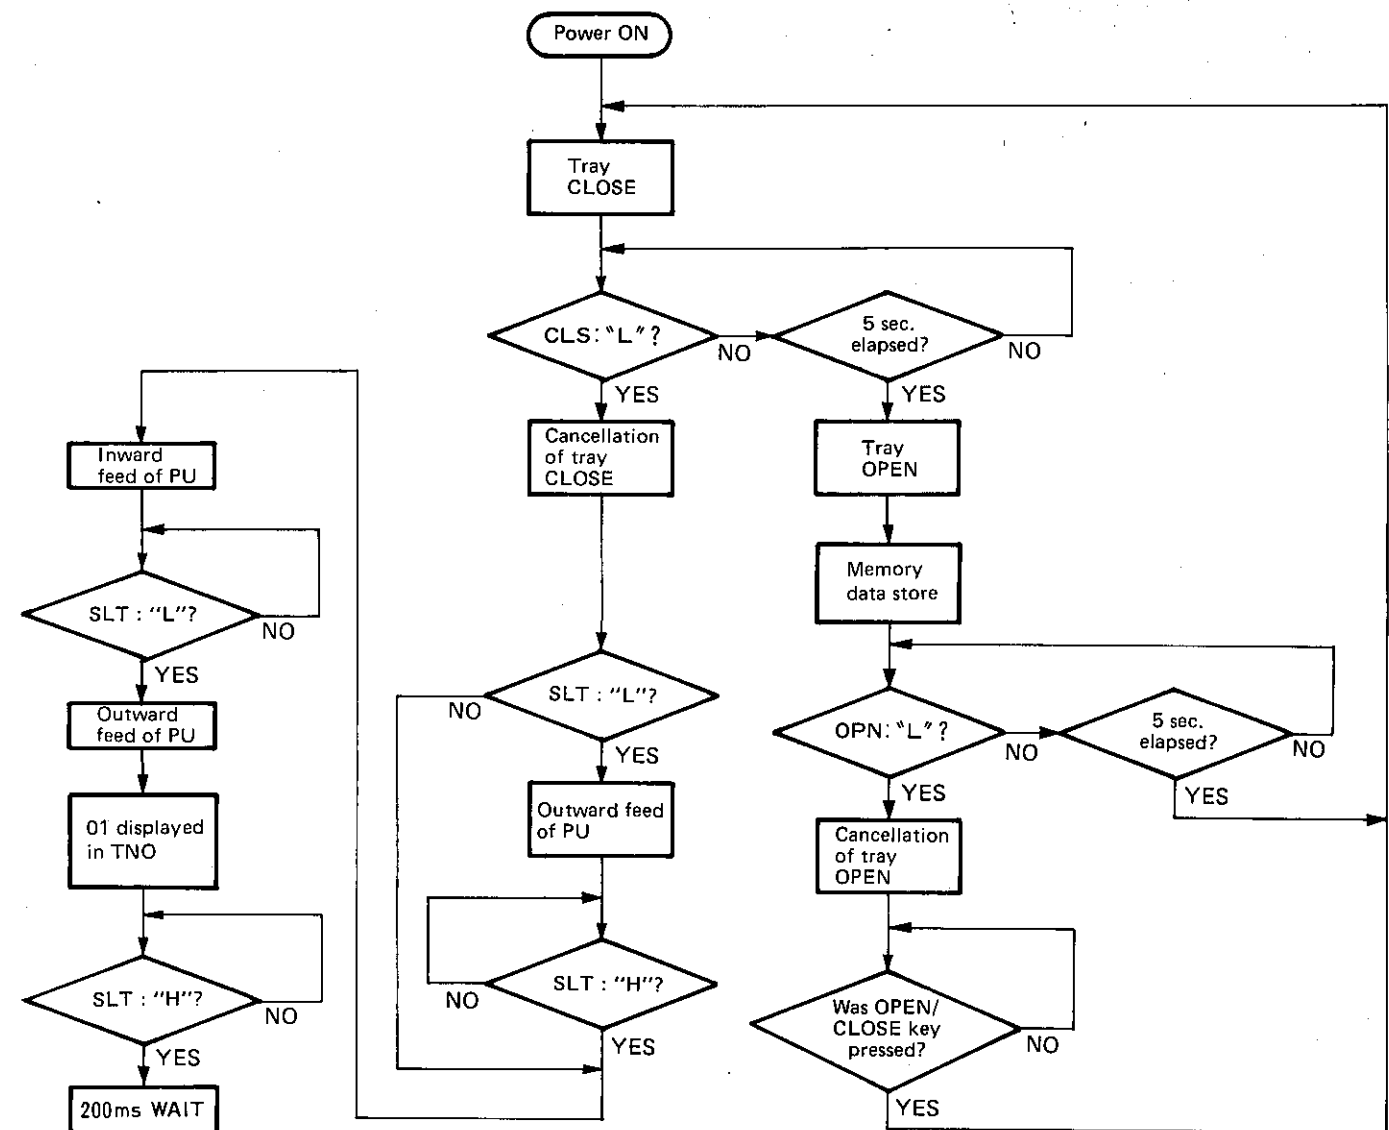 Power ON
Tray
CLOSE
CLS: "L"?
NO
5 sec.
elapsed?
NO
YES
YES
Cancellation
of tray
CLOSE
Tray
OPEN
Inward
feed of PU
Memory
data store
SLT : "L"?
NO
YES
SLT : "L"?
NO
YES
Outward
feed of PU
OPN: "L"?
NO
5 sec.
elapsed?
NO
YES
YES
01 displayed
in TNO
Outward feed
of PU
Cancellation
of tray
OPEN
SLT : "H"?
NO
YES
SLT : "H"?
NO
YES
Was OPEN/
CLOSE key
pressed?
NO
YES
200ms WAIT